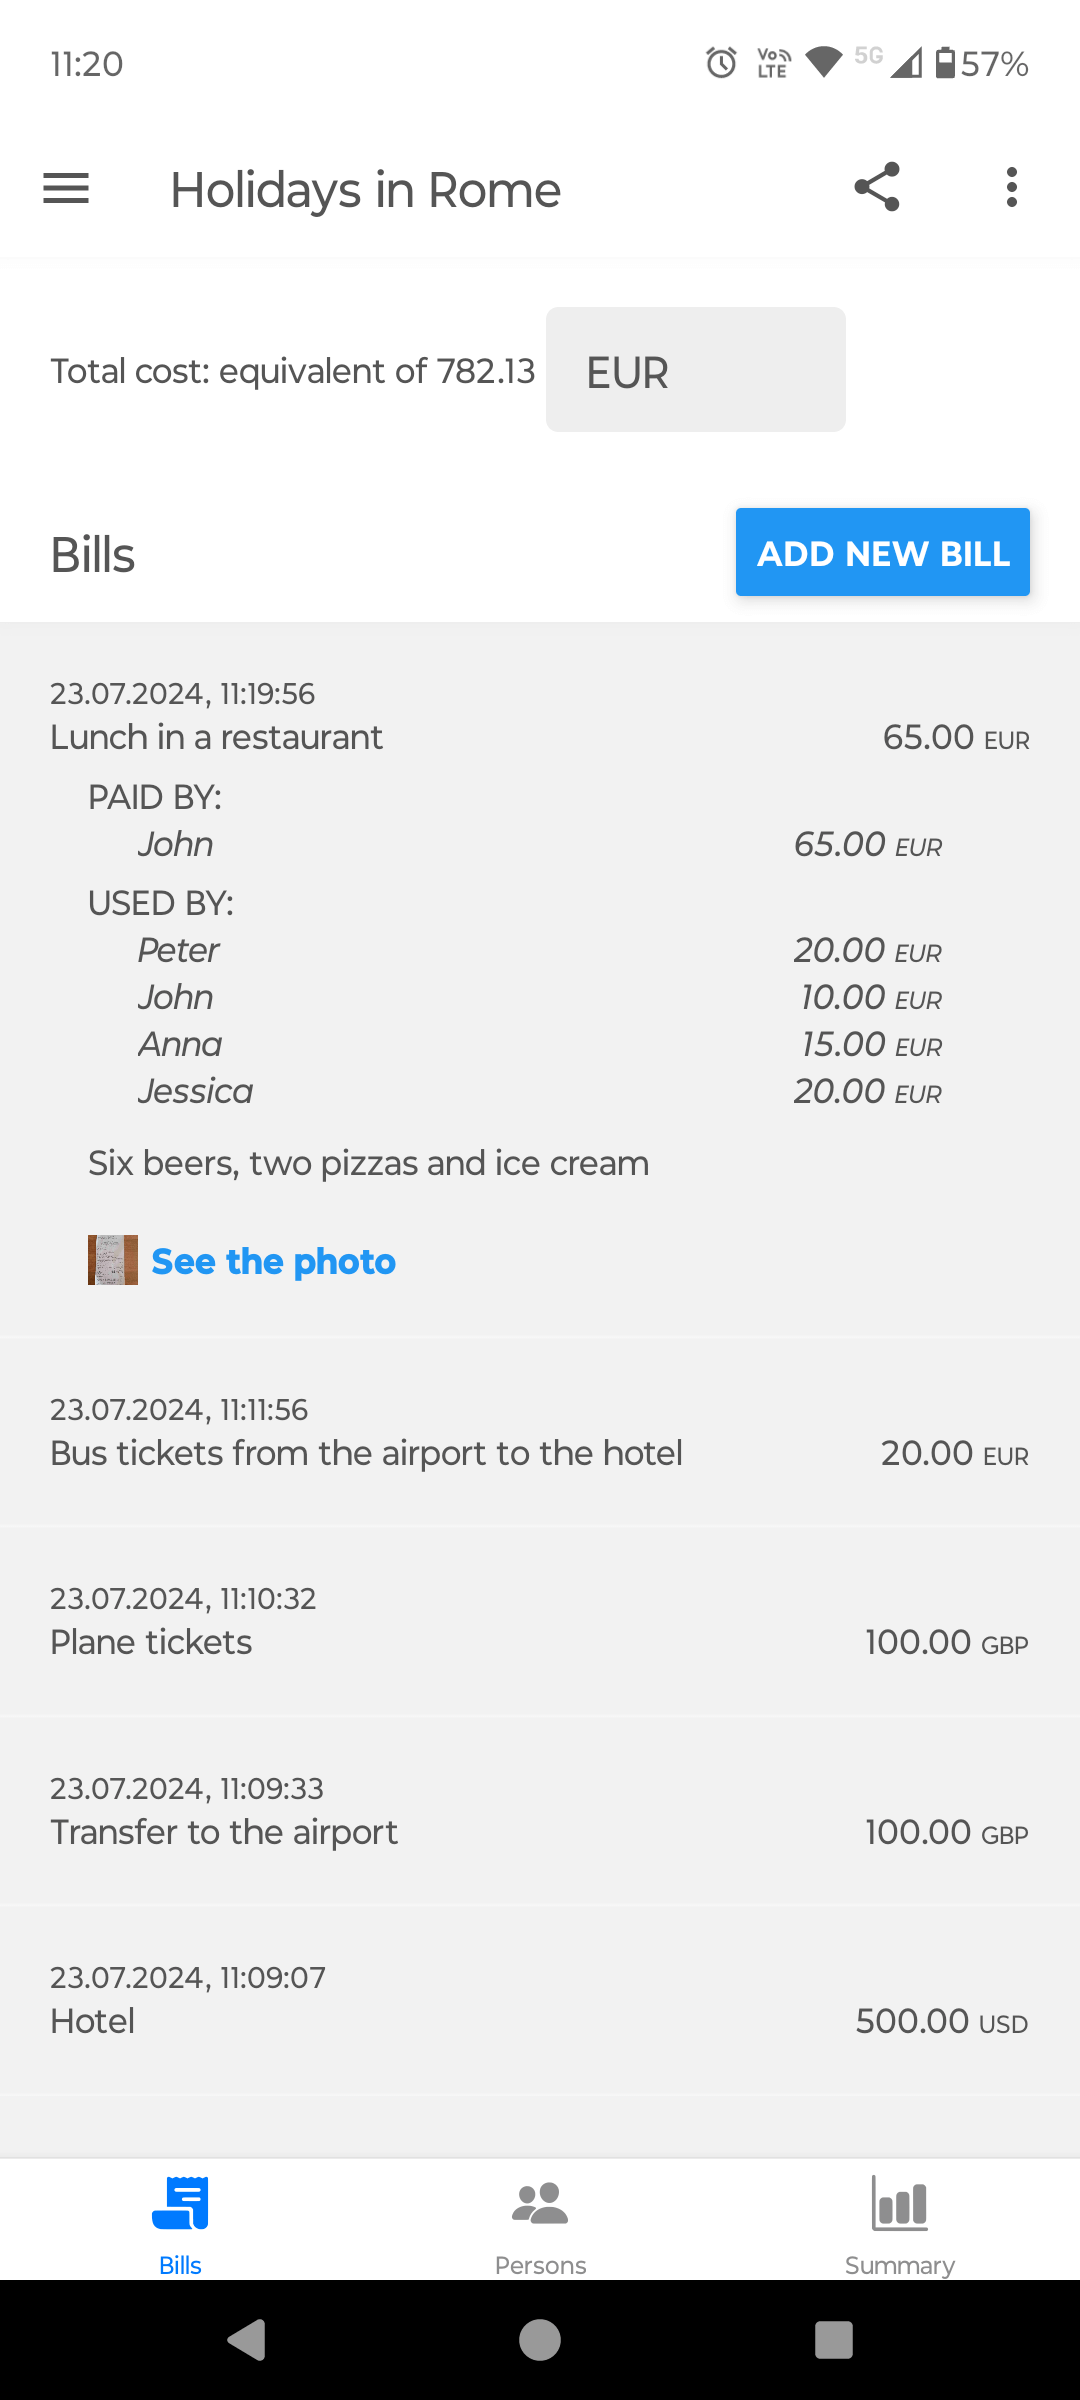 11:20 VoLTE 5G 57%
Holidays in Rome
Total cost: equivalent of 782.13 EUR
Bills ADD NEW BILL
23.07.2024, 11:19:56
Lunch in a restaurant 65.00 EUR
PAID BY:
John 65.00 EUR
USED BY:
Peter 20.00 EUR
John 10.00 EUR
Anna 15.00 EUR
Jessica 20.00 EUR
Six beers, two pizzas and ice cream
See the photo
23.07.2024, 11:11:56
Bus tickets from the airport to the hotel 20.00 EUR
23.07.2024, 11:10:32
Plane tickets 100.00 GBP
23.07.2024, 11:09:33
Transfer to the airport 100.00 GBP
23.07.2024, 11:09:07
Hotel 500.00 USD
Bills Persons Summary